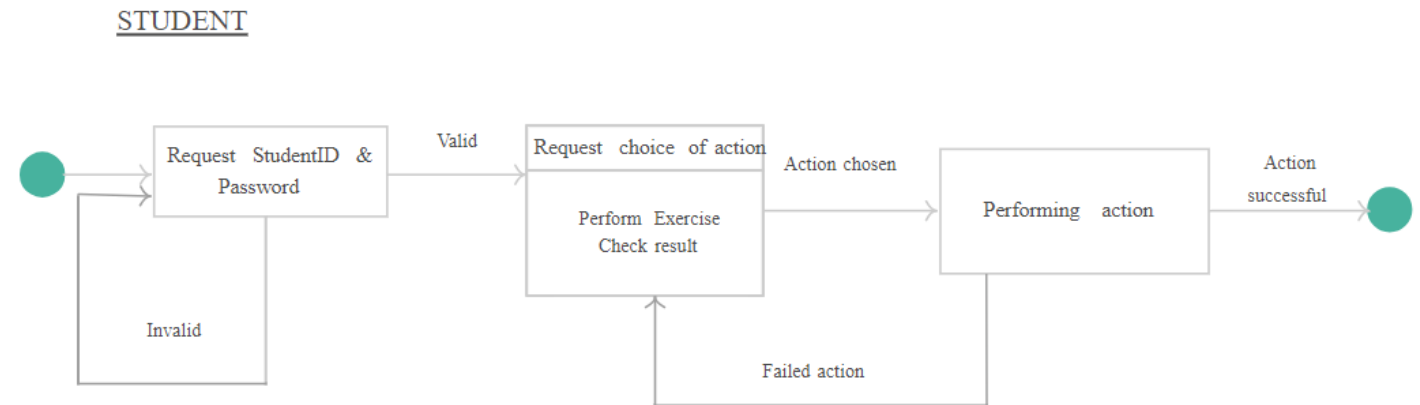 STUDENT
Request StudentID &
Password
Valid
Request choice of action
Perform Exercise
Check result
Action chosen
Performing action
Action
successful
Invalid
Failed action